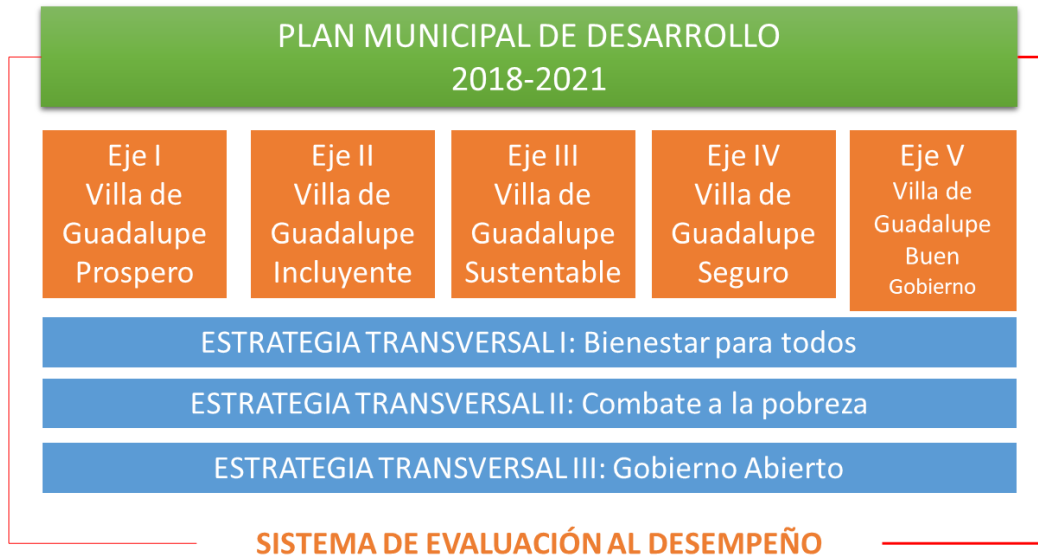 PLAN MUNICIPAL DE DESARROLLO
2018-2021
Eje I
Villa de
Guadalupe
Prospero
Eje II
Villa de
Guadalupe
Incluyente
Eje III
Villa de
Guadalupe
Sustentable
Eje IV
Villa de
Guadalupe
Seguro
Eje V
Villa de
Guadalupe
Buen
Gobierno
ESTRATEGIA TRANSVERSAL I: Bienestar para todos
ESTRATEGIA TRANSVERSAL II: Combate a la pobreza
ESTRATEGIA TRANSVERSAL III: Gobierno Abierto
SISTEMA DE EVALUACIÓN AL DESEMPEÑO